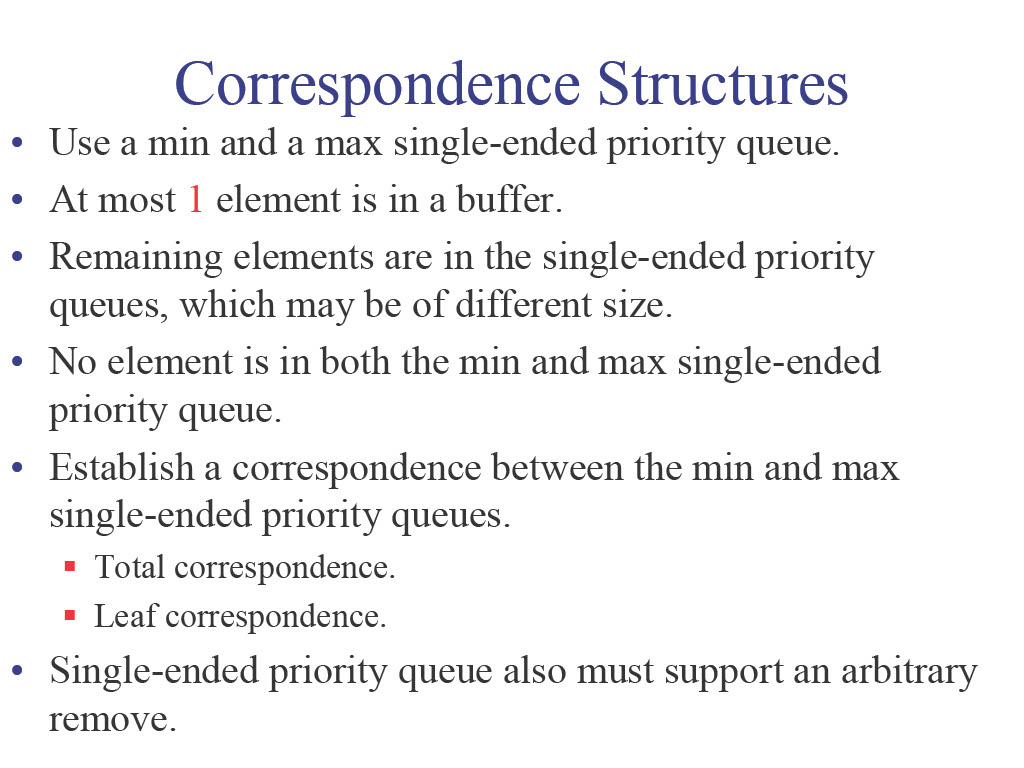 Correspondence Structures
• Use a min and a max single-ended priority queue.
• At most 1 element is in a buffer.
• Remaining elements are in the single-ended priority
queues, which may be of different size.
• No element is in both the min and max single-ended
priority queue.
• Establish a correspondence between the min and max
single-ended priority queues.
▪ Total correspondence.
▪ Leaf correspondence.
• Single-ended priority queue also must support an arbitrary
remove.